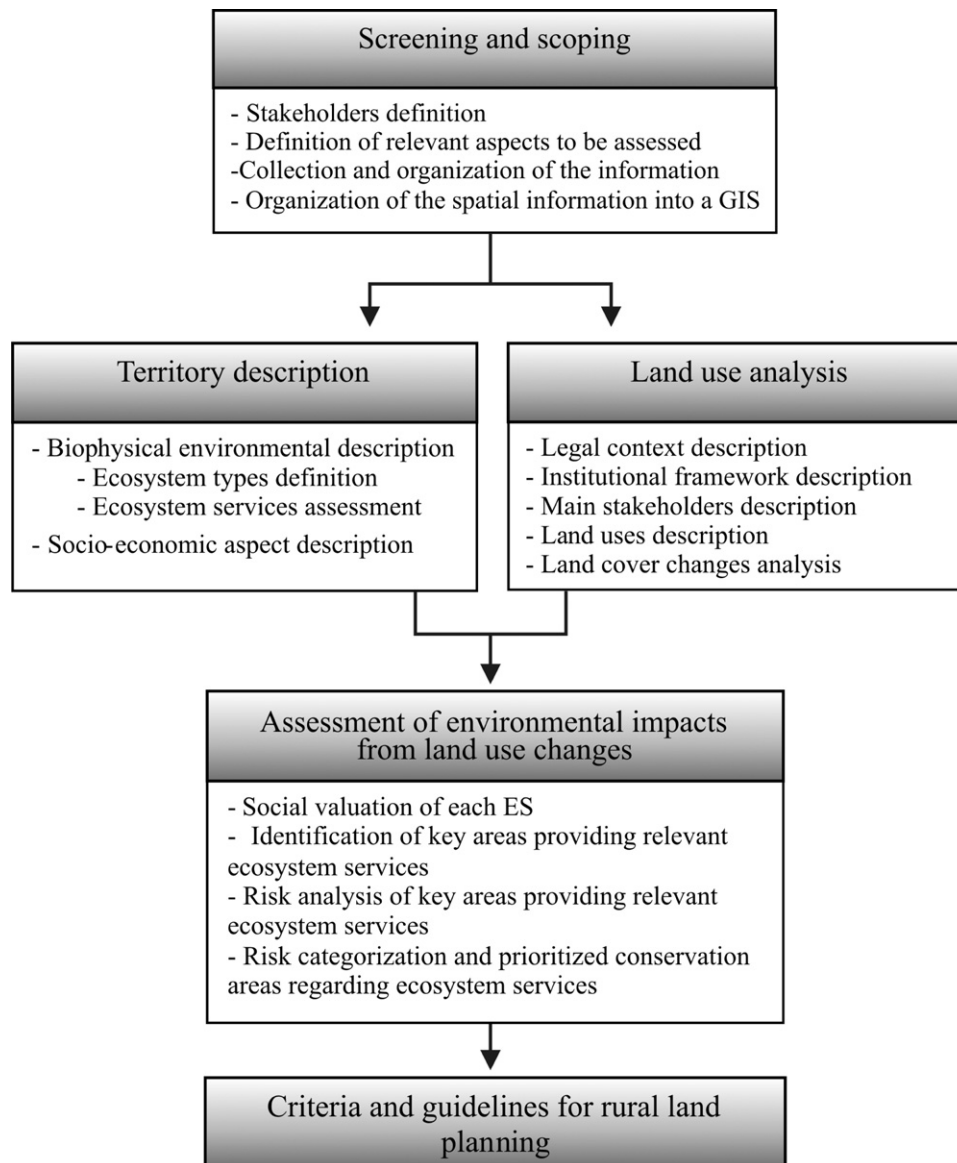 Screening and scoping
- Stakeholders definition
- Definition of relevant aspects to be assessed
-Collection and organization of the information
- Organization of the spatial information into a GIS
Territory description
- Biophysical environmental description
- Ecosystem types definition
- Ecosystem services assessment
- Socio-economic aspect description
Land use analysis
- Legal context description
- Institutional framework description
- Main stakeholders description
- Land uses description
- Land cover changes analysis
Assessment of environmental impacts
from land use changes
- Social valuation of each ES
- Identification of key areas providing relevant
ecosystem services
- Risk analysis of key areas providing relevant
ecosystem services
- Risk categorization and prioritized conservation
areas regarding ecosystem services
Criteria and guidelines for rural land
planning